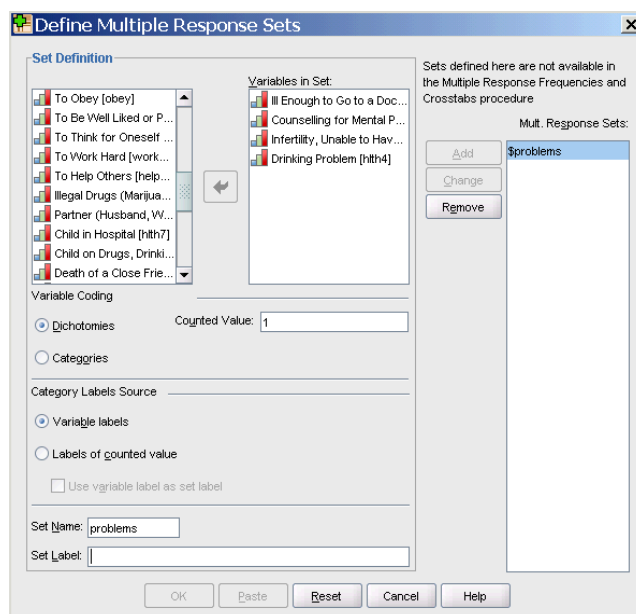 Define Multiple Response Sets
Set Definition
To Obey [obey]
To Be Well Liked or P...
To Think for Oneself ...
To Work Hard [work...
To Help Others [help...
Illegal Drugs (Marijua...
Partner (Husband, W...
Child in Hospital [hlth7]
Child on Drugs, Drinki...
Death of a Close Frie...
Variables in Set:
Ill Enough to Go to a Doc...
Counselling for Mental P...
Infertility, Unable to Hav...
Drinking Problem [hlth4]
Variable Coding
Dichotomies
Counted Value: 1
Categories
Category Labels Source
Variable labels
Labels of counted value
Use variable label as set label
Set Name: problems
Set Label:
Sets defined here are not available in
the Multiple Response Frequencies and
Crosstabs procedure
Mult. Response Sets:
Add
Change
Remove
$problems
OK Paste Reset Cancel Help